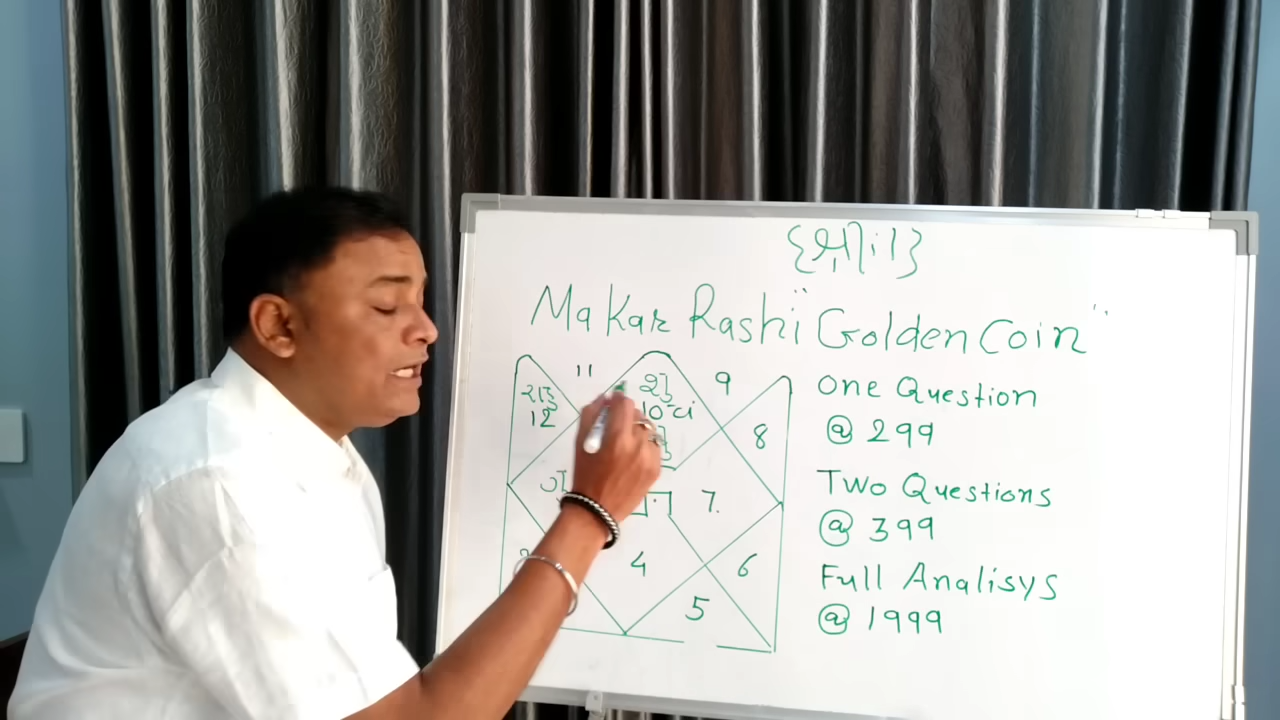 {श्रीः।}
Makar Rashi "Golden Coin"
11
9
12
10
8
7.
4
6
5
One Question
@ 299
Two Questions
@ 399
Full Analisys
@ 1999